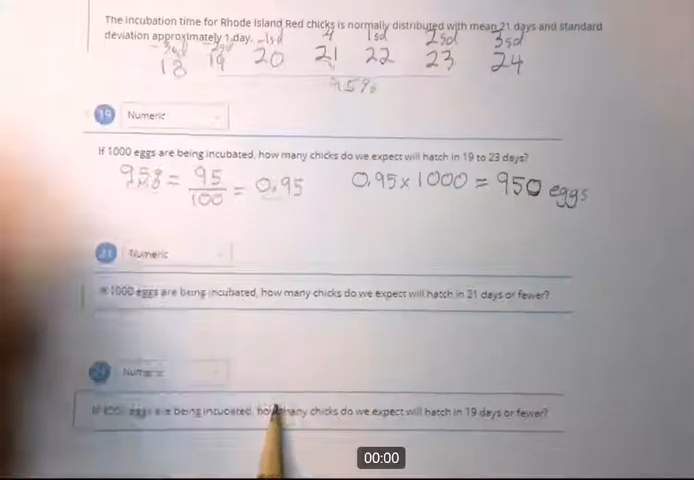 The incubation time for Rhode Island Red chicks is normally distributed with mean 21 days and standard
deviation approximately 1 day.
-3sd -2sd -1sd 1sd 2sd 3sd
18 19 20 21 22 23 24
95%
19 Numeric
If 1000 eggs are being incubated, how many chicks do we expect will hatch in 19 to 23 days?
95% = 95/100 = 0.95 0.95 x 1000 = 950 eggs
Numeric
If 1000 eggs are being incubated, how many chicks do we expect will hatch in 21 days or fewer?
Numeric
If 1000 eggs are being incubated, how many chicks do we expect will hatch in 19 days or fewer?
00:00